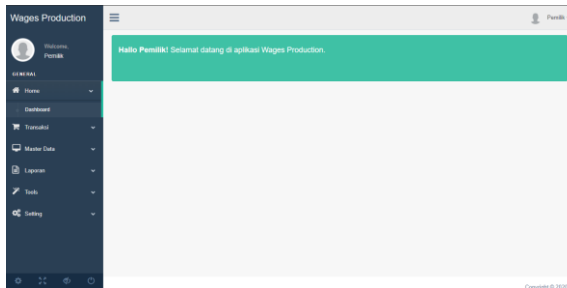 Wages Production
Pemilik
Welcome,
Pemilik
Hallo Pemilik! Selamat datang di aplikasi Wages Production.
GENERAL
Home
Dashboard
Transaksi
Master Data
Laporan
Tools
Setting
Copyright © 2020